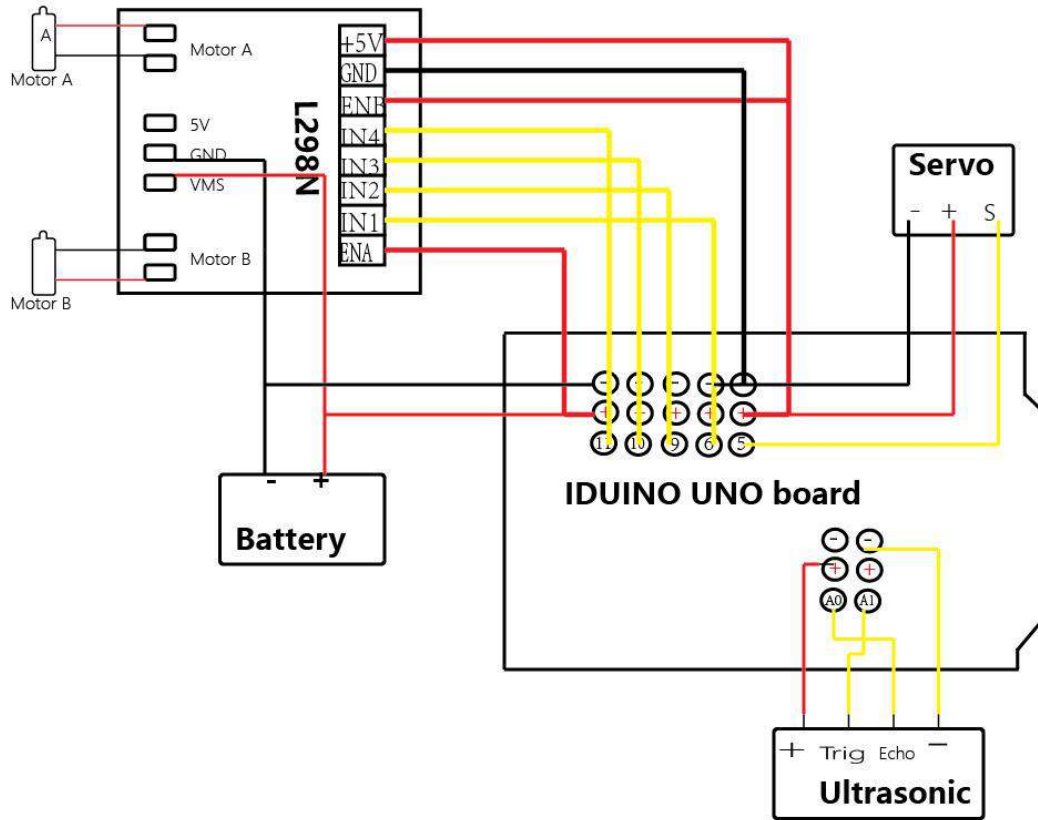 A
Motor A
Motor A
5V
GND
VMS
Motor B
Motor B
L298N
+5V
GND
ENB
IN4
IN3
IN2
IN1
ENA
Servo
- + S
- - - - -
+ + + + +
11 10 9 6 5
IDUINO UNO board
- +
Battery
- -
+ +
A0 A1
+ Trig Echo -
Ultrasonic